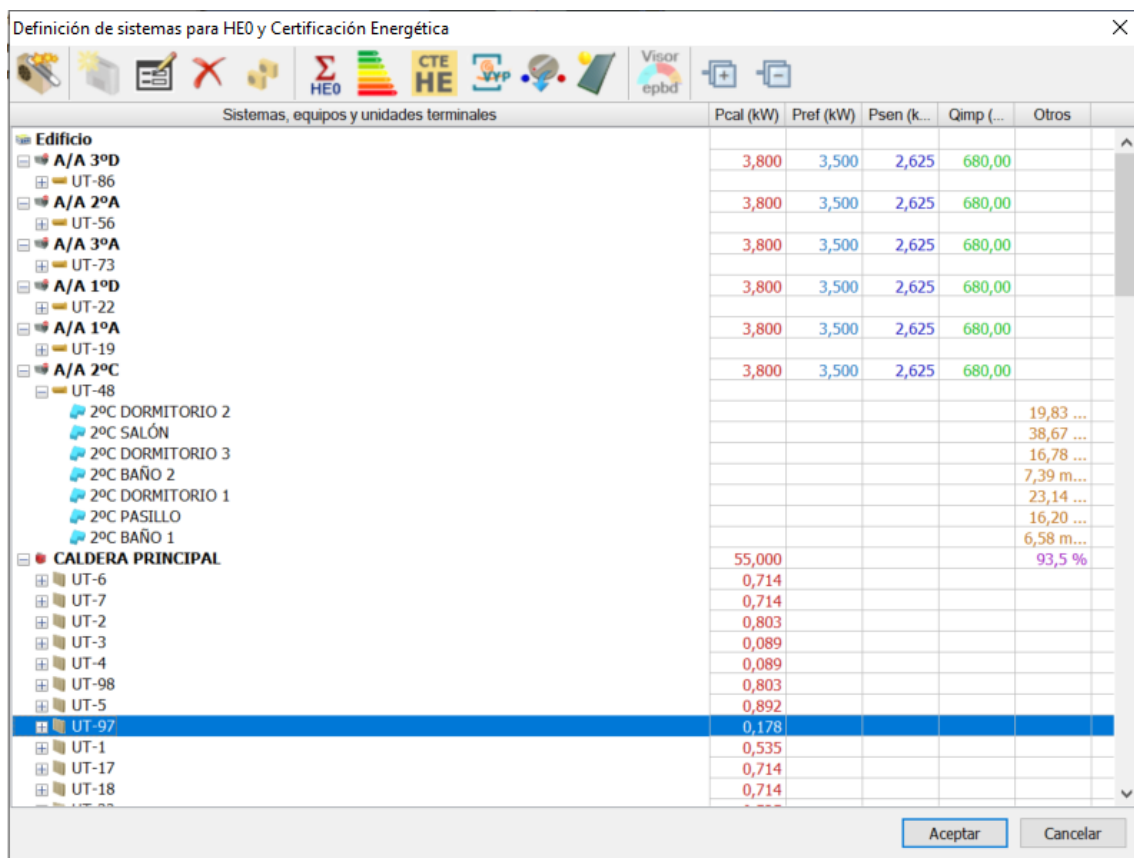 Definición de sistemas para HE0 y Certificación Energética
Σ HE0 CTE HE VYP Visor epbd
Sistemas, equipos y unidades terminales Pcal (kW) Pref (kW) Psen (k... Qimp (... Otros
Edificio
A/A 3ºD 3,800 3,500 2,625 680,00
UT-86
A/A 2ºA 3,800 3,500 2,625 680,00
UT-56
A/A 3ºA 3,800 3,500 2,625 680,00
UT-73
A/A 1ºD 3,800 3,500 2,625 680,00
UT-22
A/A 1ºA 3,800 3,500 2,625 680,00
UT-19
A/A 2ºC 3,800 3,500 2,625 680,00
UT-48
2ºC DORMITORIO 2 19,83 ...
2ºC SALÓN 38,67 ...
2ºC DORMITORIO 3 16,78 ...
2ºC BAÑO 2 7,39 m...
2ºC DORMITORIO 1 23,14 ...
2ºC PASILLO 16,20 ...
2ºC BAÑO 1 6,58 m...
CALDERA PRINCIPAL 55,000 93,5 %
UT-6 0,714
UT-7 0,714
UT-2 0,803
UT-3 0,089
UT-4 0,089
UT-98 0,803
UT-5 0,892
UT-97 0,178
UT-1 0,535
UT-17 0,714
UT-18 0,714
Aceptar Cancelar